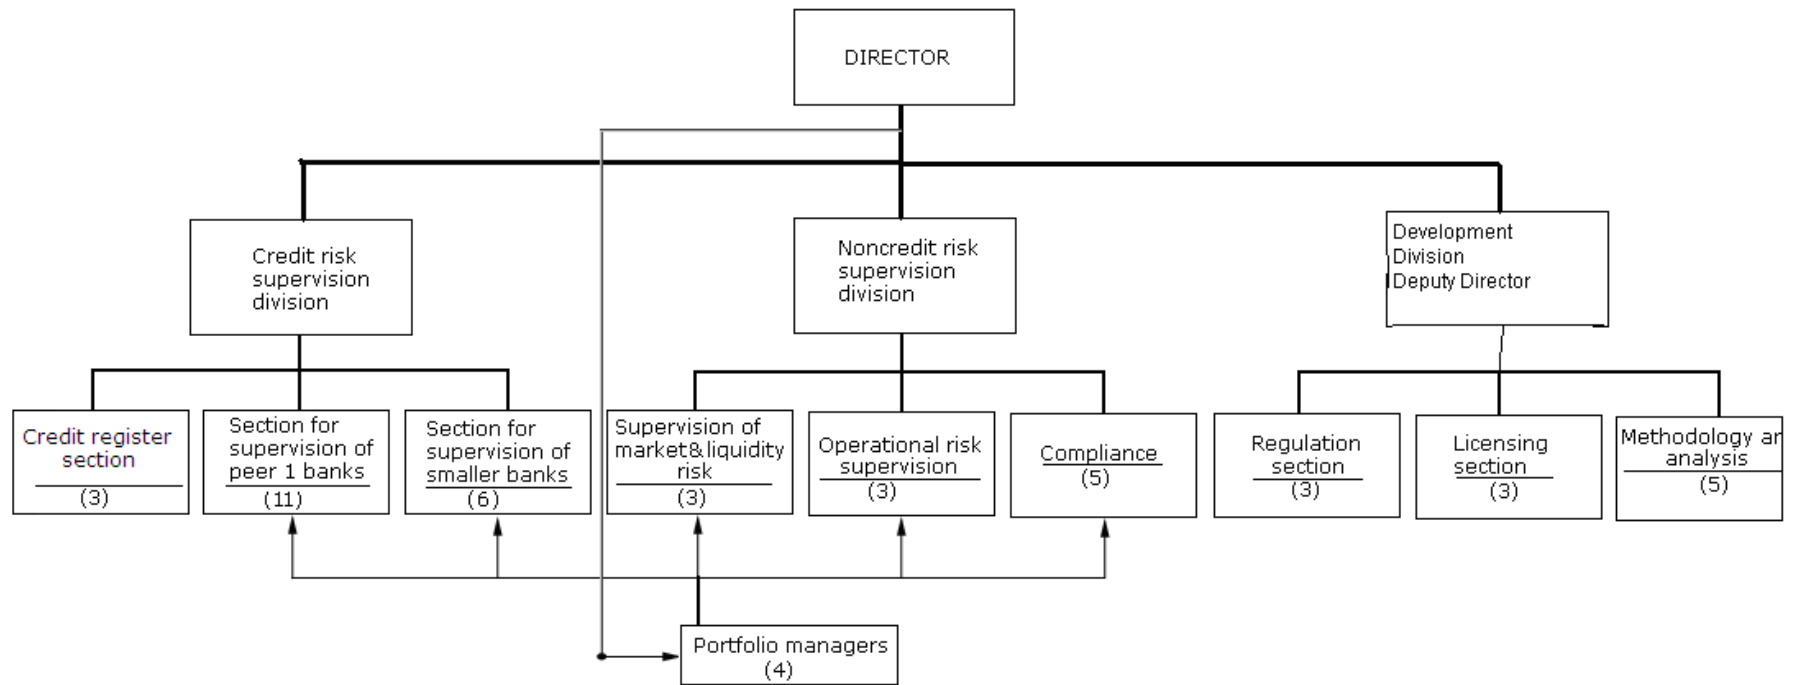 DIRECTOR
Credit risk
supervision
division
Noncredit risk
supervision
division
Development
Division
Deputy Director
Credit register
section
(3)
Section for
supervision of
peer 1 banks
(11)
Section for
supervision of
smaller banks
(6)
Supervision of
market&liquidity
risk
(3)
Operational risk
supervision
(3)
Compliance
(5)
Regulation
section
(3)
Licensing
section
(3)
Methodology ar
analysis
(5)
Portfolio managers
(4)